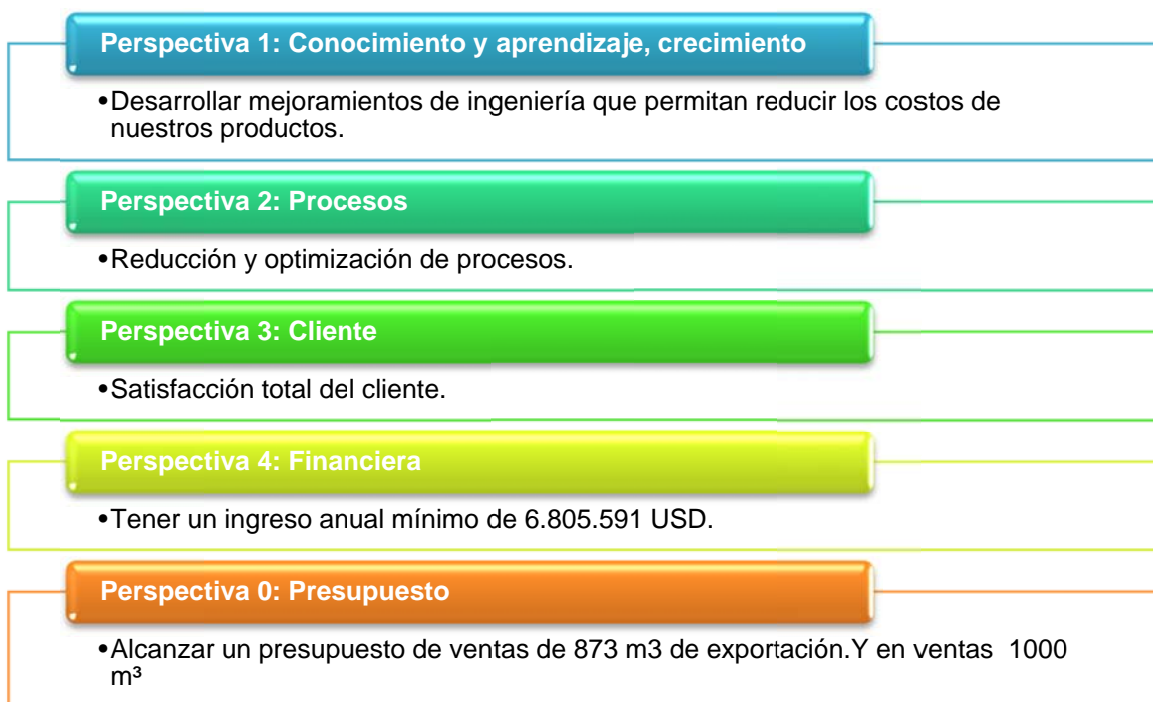 Perspectiva 1: Conocimiento y aprendizaje, crecimiento
•Desarrollar mejoramientos de ingeniería que permitan reducir los costos de
nuestros productos.
Perspectiva 2: Procesos
•Reducción y optimización de procesos.
Perspectiva 3: Cliente
•Satisfacción total del cliente.
Perspectiva 4: Financiera
•Tener un ingreso anual mínimo de 6.805.591 USD.
Perspectiva 0: Presupuesto
•Alcanzar un presupuesto de ventas de 873 m3 de exportación.Y en ventas 1000
m³